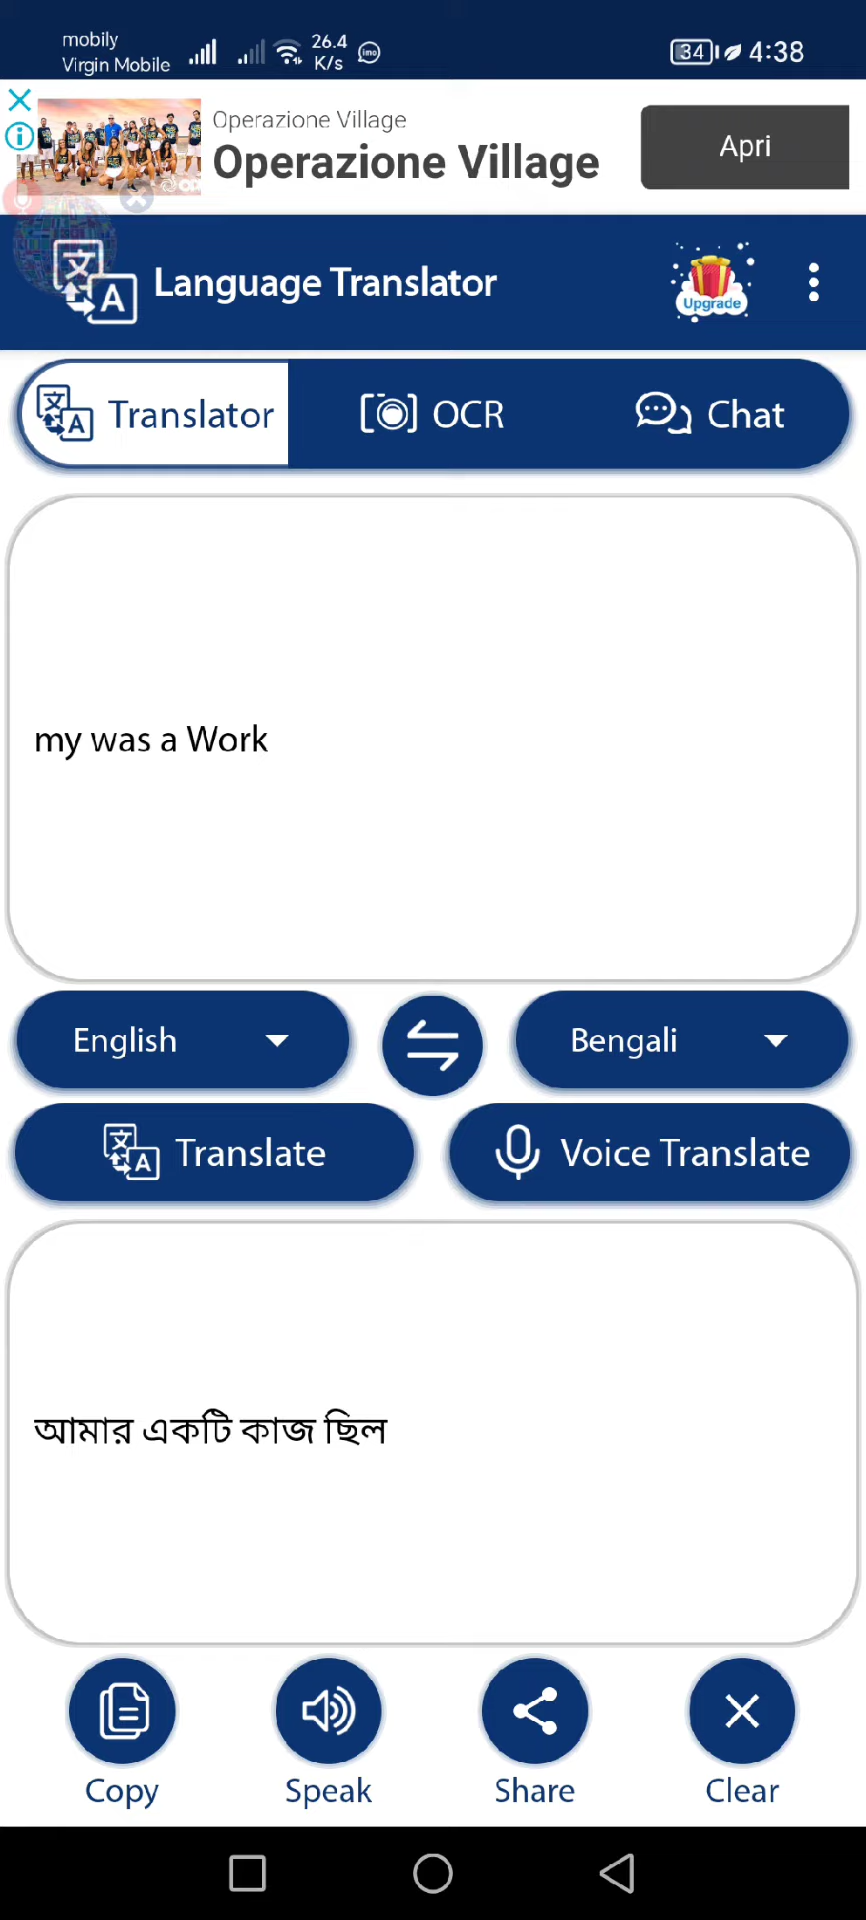 mobily
Virgin Mobile
26.4
K/s
imo
34
4:38
Operazione Village
Operazione Village
Apri
Language Translator
Upgrade
Translator
OCR
Chat
my was a Work
English
Bengali
Translate
Voice Translate
আমার একটি কাজ ছিল
Copy
Speak
Share
Clear